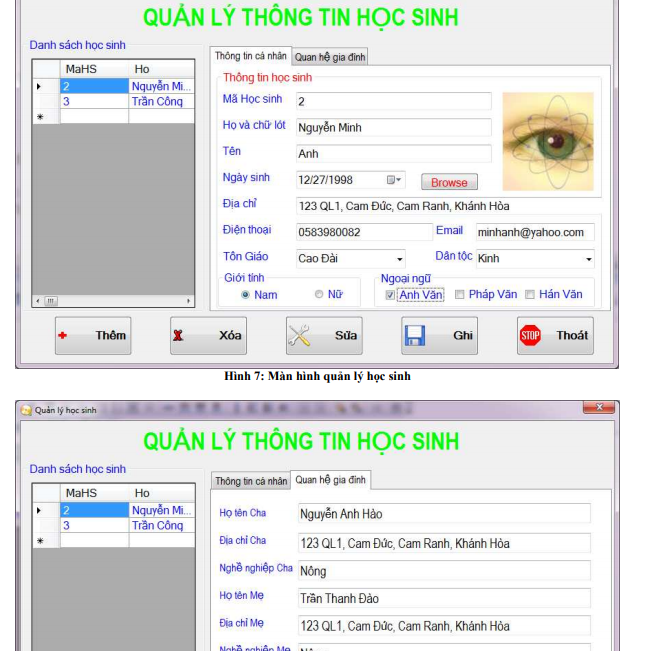 QUẢN LÝ THÔNG TIN HỌC SINH
Danh sách học sinh
MaHS Ho
2 Nguyễn Mi...
3 Trần Công
Thông tin cá nhân Quan hệ gia đình
Thông tin học sinh
Mã Học sinh 2
Họ và chữ lót Nguyễn Minh
Tên Anh
Ngày sinh 12/27/1998 Browse
Địa chỉ 123 QL1, Cam Đức, Cam Ranh, Khánh Hòa
Điện thoại 0583980082 Email minhanh@yahoo.com
Tôn Giáo Cao Đài Dân tộc Kinh
Giới tính Ngoại ngữ
Nam Nữ Anh Văn Pháp Văn Hán Văn
Thêm Xóa Sửa Ghi STOP Thoát
Hình 7: Màn hình quản lý học sinh
Quản lý học sinh
QUẢN LÝ THÔNG TIN HỌC SINH
Danh sách học sinh
MaHS Ho
2 Nguyễn Mi...
3 Trần Công
Thông tin cá nhân Quan hệ gia đình
Họ tên Cha Nguyễn Anh Hào
Địa chỉ Cha 123 QL1, Cam Đức, Cam Ranh, Khánh Hòa
Nghề nghiệp Cha Nông
Họ tên Mẹ Trần Thanh Đào
Địa chỉ Mẹ 123 QL1, Cam Đức, Cam Ranh, Khánh Hòa
Nghề nghiệp Mẹ